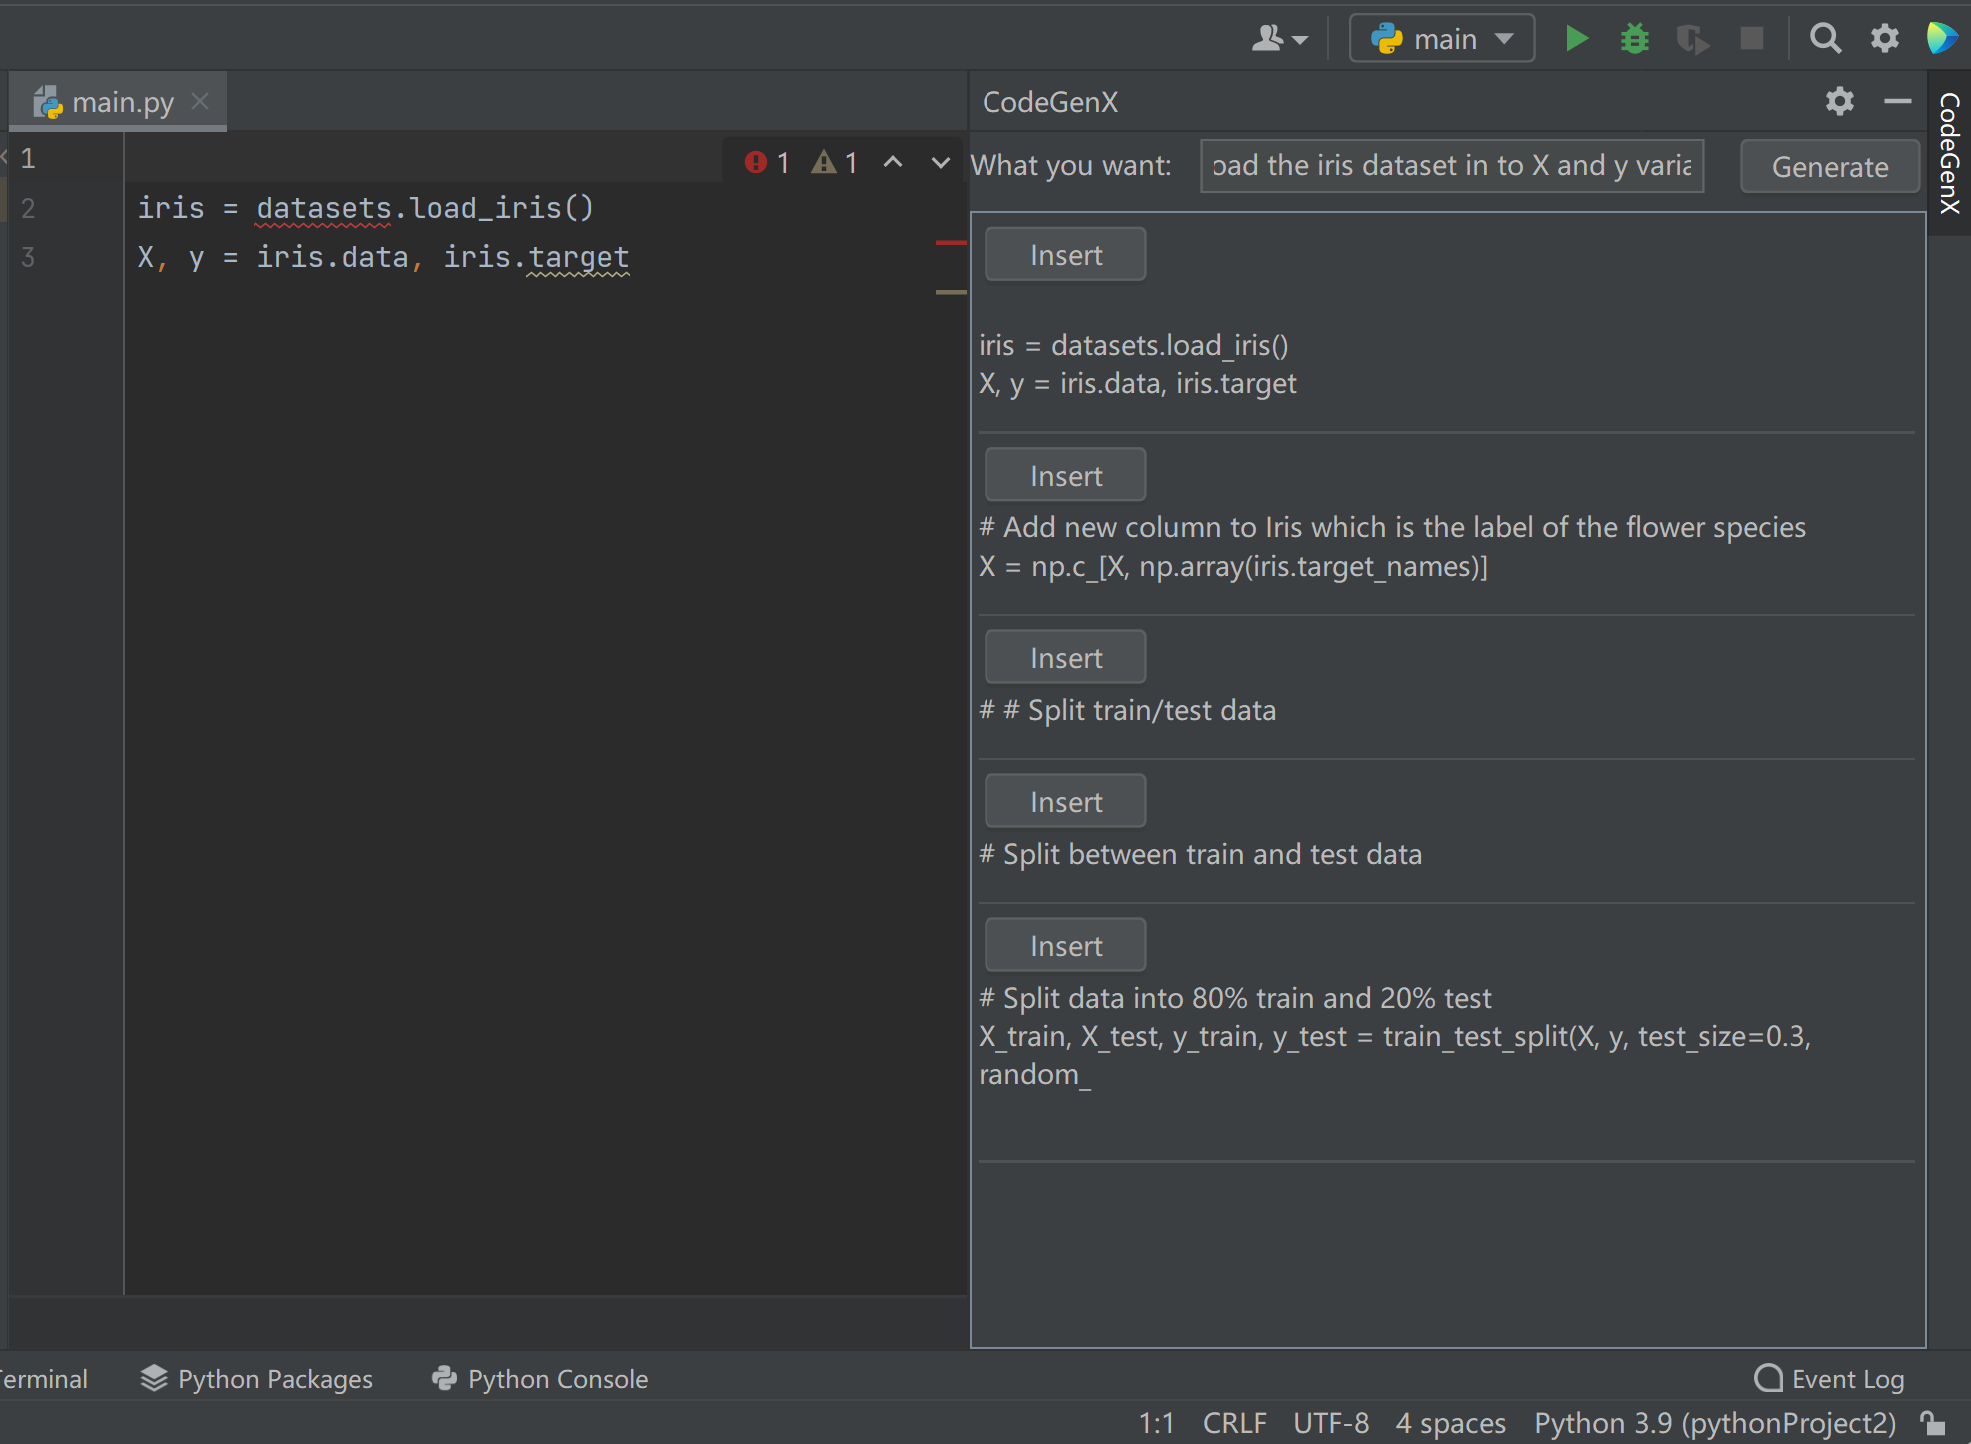 main
main.py
CodeGenX
CodeGenX
1
1 1
What you want:
oad the iris dataset in to X and y varia
Generate
2
iris = datasets.load_iris()
3
X, y = iris.data, iris.target
Insert
iris = datasets.load_iris()
X, y = iris.data, iris.target
Insert
# Add new column to Iris which is the label of the flower species
X = np.c_[X, np.array(iris.target_names)]
Insert
# # Split train/test data
Insert
# Split between train and test data
Insert
# Split data into 80% train and 20% test
X_train, X_test, y_train, y_test = train_test_split(X, y, test_size=0.3,
random_
erminal
Python Packages
Python Console
Event Log
1:1 CRLF UTF-8 4 spaces Python 3.9 (pythonProject2)